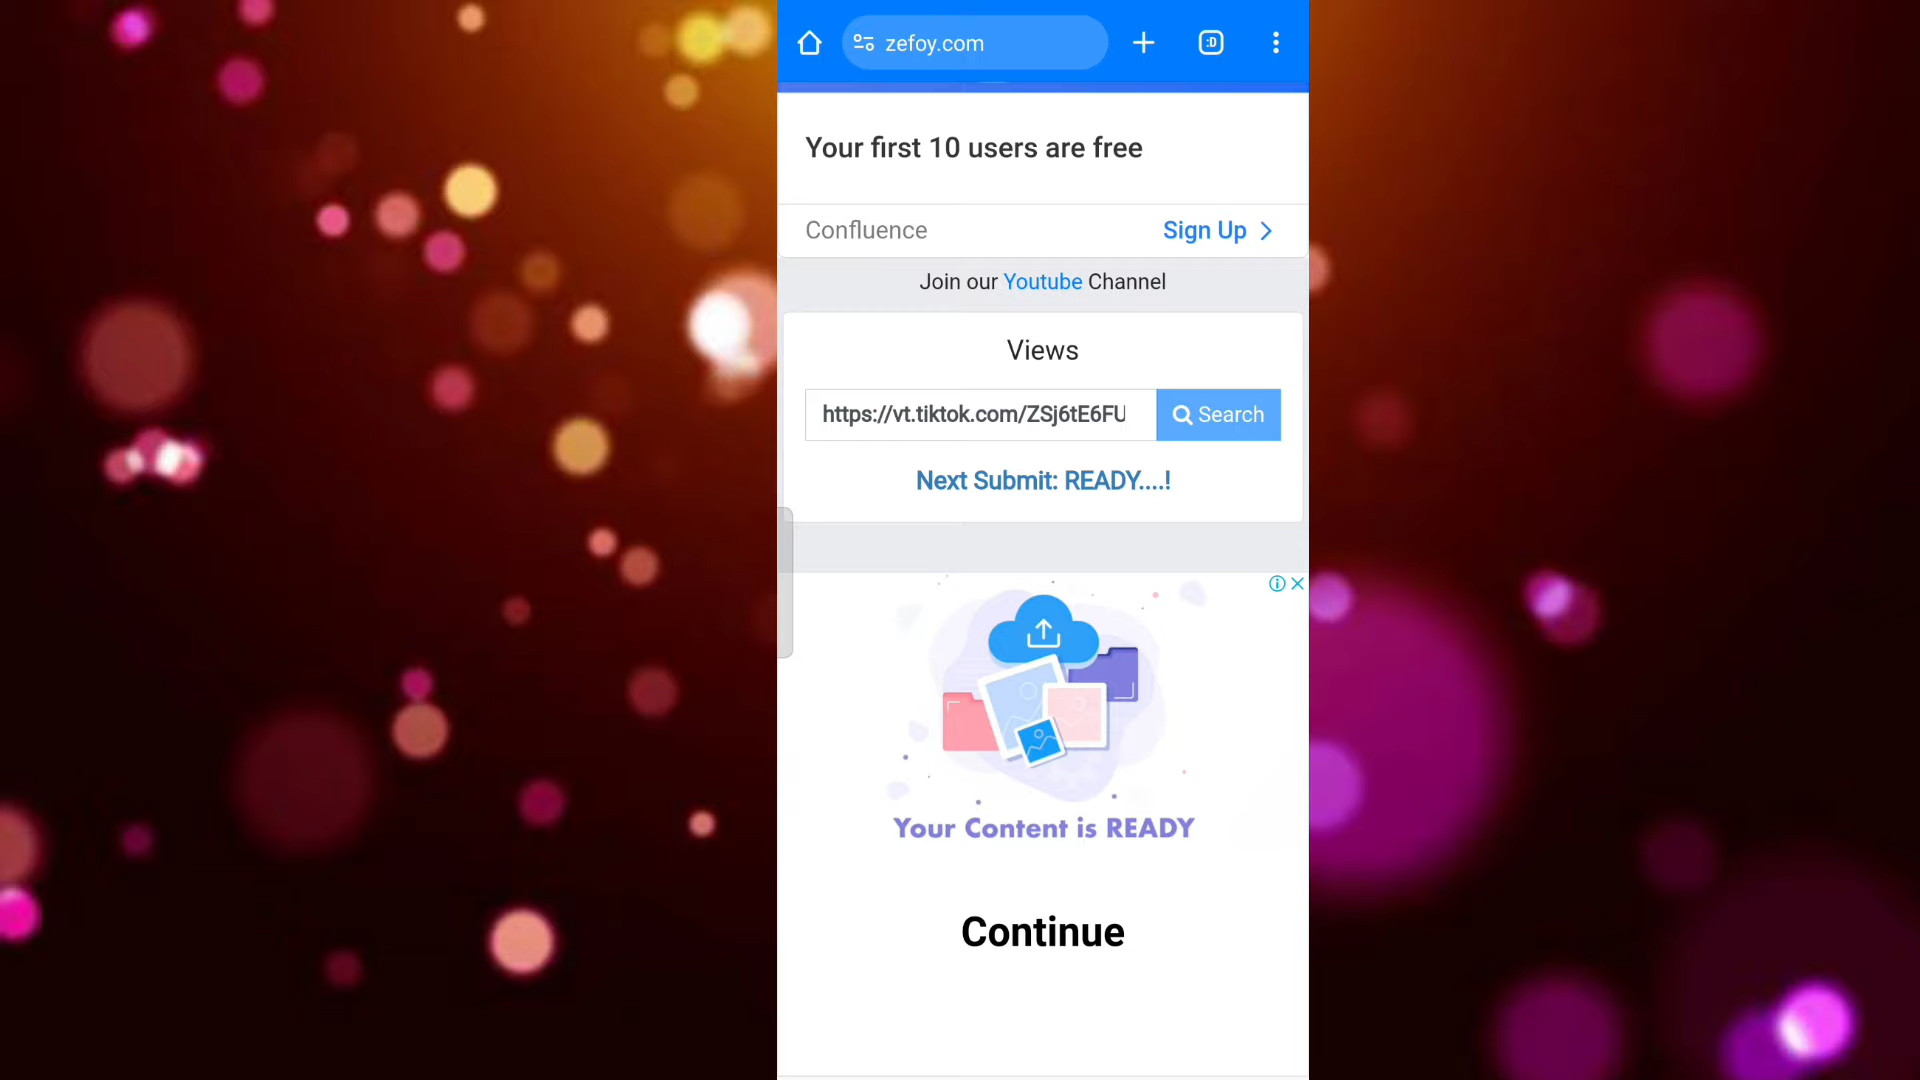 zefoy.com
:D
Your first 10 users are free
Confluence
Sign Up
Join our Youtube Channel
Views
https://vt.tiktok.com/ZSj6tE6FU
Search
Next Submit: READY....!
Your Content is READY
Continue